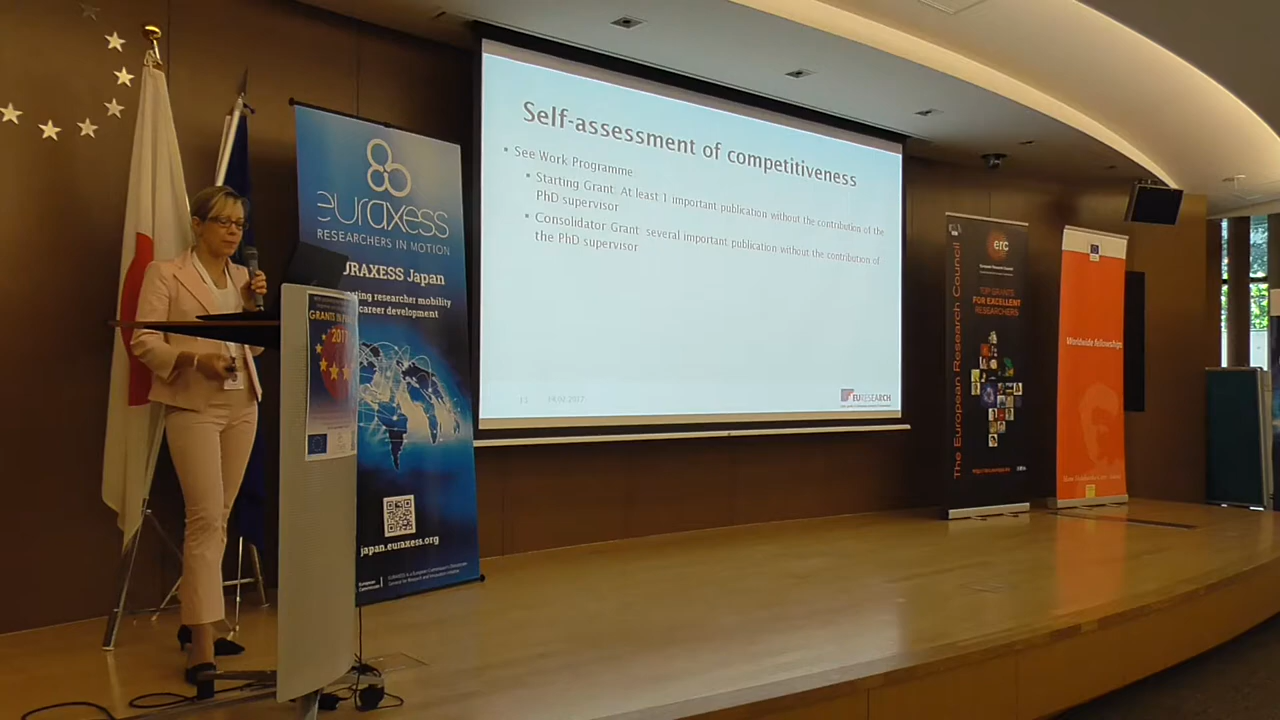 Self-assessment of competitiveness
▪ See Work Programme
▪ Starting Grant At least 1 important publication without the contribution of the
PhD supervisor
▪ Consolidator Grant several important publication without the contribution of
the PhD supervisor
EURESEARCH
euraxess
RESEARCHERS IN MOTION
EURAXESS Japan
researcher mobility
career development
GRANTS IN
japan.euraxess.org
European
Commission
The European Research Council
erc
TOP GRANTS
FOR EXCELLENT
RESEARCHERS
Worldwide fellowships